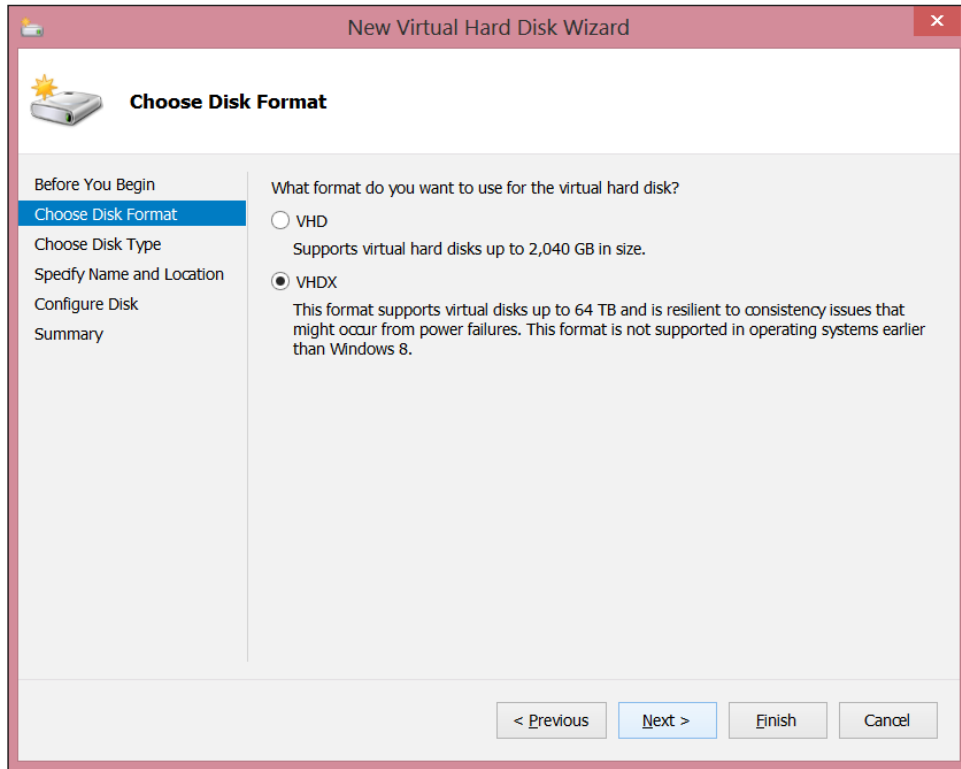 New Virtual Hard Disk Wizard
Choose Disk Format
Before You Begin
Choose Disk Format
Choose Disk Type
Specify Name and Location
Configure Disk
Summary
What format do you want to use for the virtual hard disk?
VHD
Supports virtual hard disks up to 2,040 GB in size.
VHDX
This format supports virtual disks up to 64 TB and is resilient to consistency issues that
might occur from power failures. This format is not supported in operating systems earlier
than Windows 8.
< Previous
Next >
Finish
Cancel